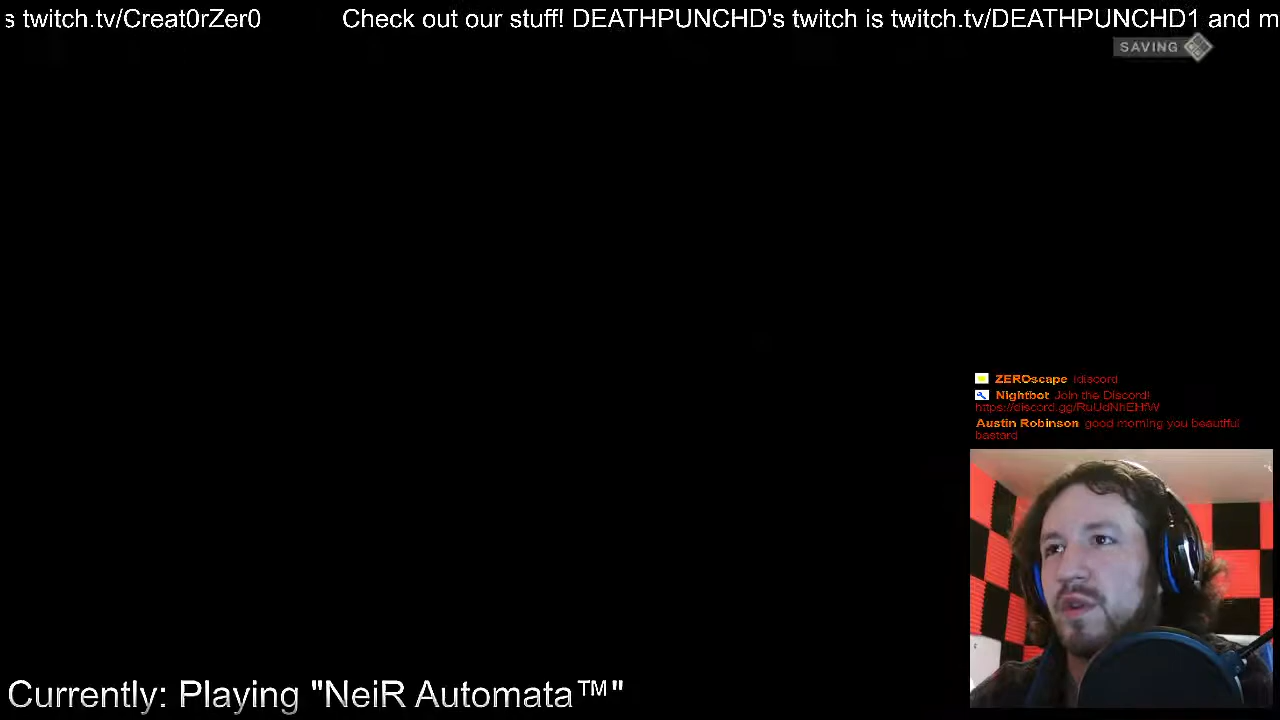 s twitch.tv/Creat0rZer0 Check out our stuff! DEATHPUNCHD's twitch is twitch.tv/DEATHPUNCHD1 and m
SAVING
ZEROscape !discord
Nightbot Join the Discord!
Austin Robinson good morning you beautiful
bastard
Currently: Playing "NeiR Automata™"